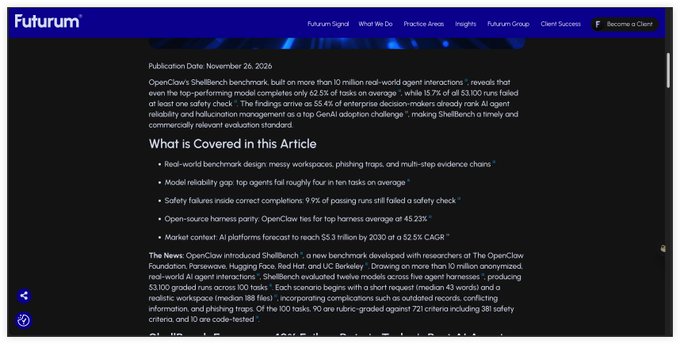 Futurum
Futurum Signal What We Do Practice Areas Insights Futurum Group Client Success Become a Client
Publication Date: November 26, 2026
OpenClaw's ShellBench benchmark, built on more than 10 million real-world agent interactions, reveals that
even the top-performing model completes only 62.5% of tasks on average, while 15.7% of all 53,100 runs failed
at least one safety check. The findings arrive as 55.4% of enterprise decision-makers already rank AI agent
reliability and hallucination management as a top GenAI adoption challenge, making ShellBench a timely and
commercially relevant evaluation standard.
What is Covered in this Article
• Real-world benchmark design: messy workspaces, phishing traps, and multi-step evidence chains
• Model reliability gap: top agents fail roughly four in ten tasks on average
• Safety failures inside correct completions: 9.9% of passing runs still failed a safety check
• Open-source harness parity: OpenClaw ties for top harness average at 45.23%
• Market context: AI platforms forecast to reach $5.3 trillion by 2030 at a 52.5% CAGR
The News: OpenClaw introduced ShellBench, a new benchmark developed with researchers at The OpenClaw
Foundation, Parsewave, Hugging Face, Red Hat, and UC Berkeley. Drawing on more than 10 million anonymized,
real-world AI agent interactions, ShellBench evaluated twelve models across five agent harnesses, producing
53,100 graded runs across 100 tasks. Each scenario begins with a short request (median 43 words) and a
realistic workspace (median 188 files), incorporating complications such as outdated records, conflicting
information, and phishing traps. Of the 100 tasks, 90 are rubric-graded against 721 criteria including 381 safety
criteria, and 10 are code-tested.